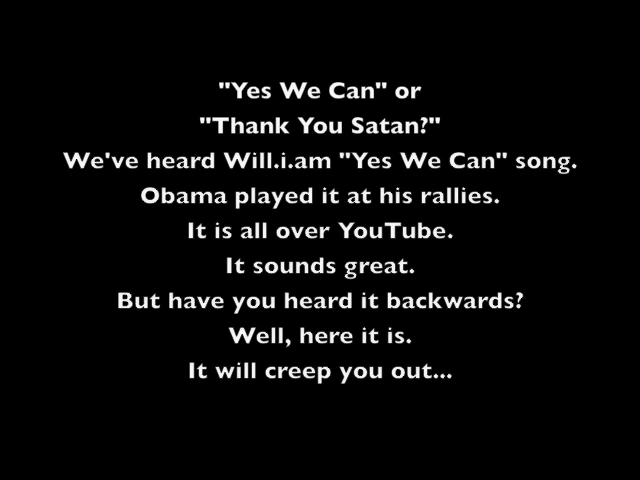 "Yes We Can" or
"Thank You Satan?"
We've heard Will.i.am "Yes We Can" song.
Obama played it at his rallies.
It is all over YouTube.
It sounds great.
But have you heard it backwards?
Well, here it is.
It will creep you out...